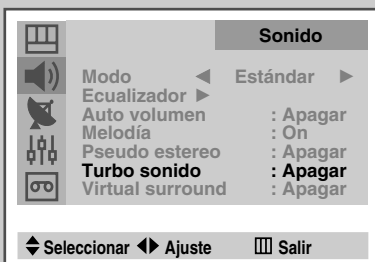 Sonido
Modo ◀ Estándar ▶
Ecualizador ▶
Auto volumen : Apagar
Melodía : On
Pseudo estereo : Apagar
Turbo sonido : Apagar
Virtual surround : Apagar
Seleccionar Ajuste Salir